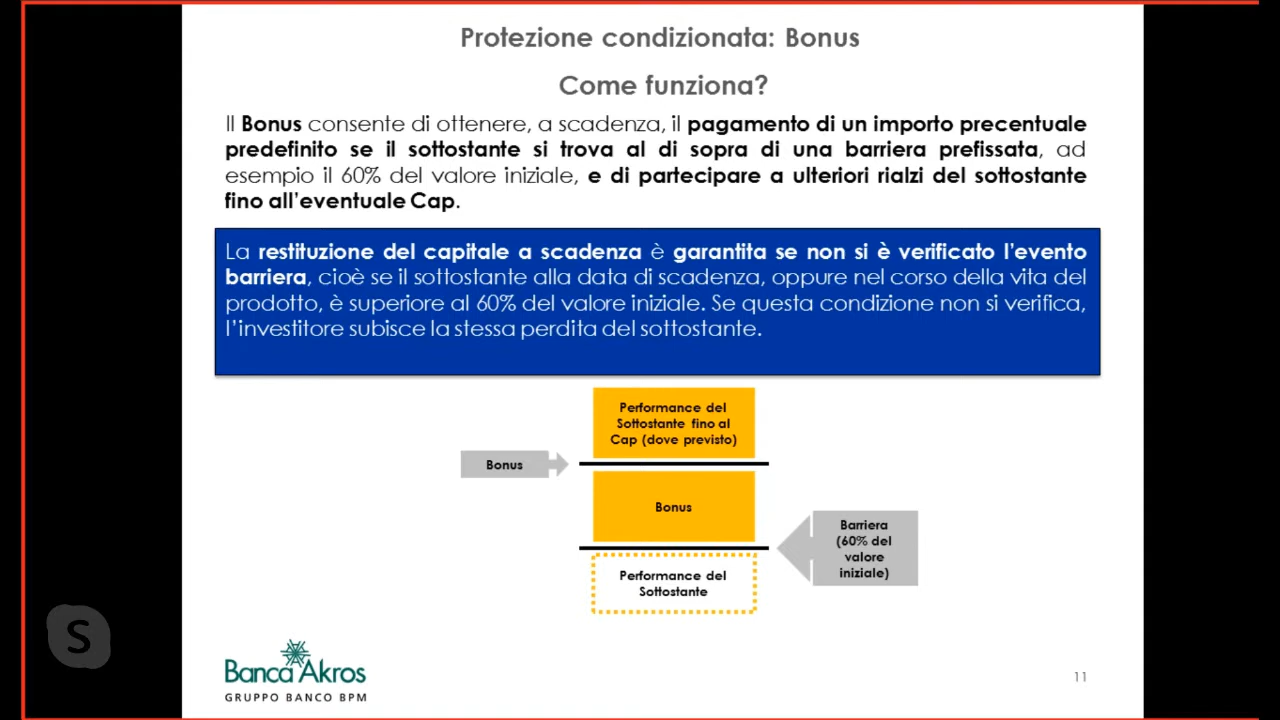 Protezione condizionata: Bonus
Come funziona?
Il Bonus consente di ottenere, a scadenza, il pagamento di un importo precentuale
predefinito se il sottostante si trova al di sopra di una barriera prefissata, ad
esempio il 60% del valore iniziale, e di partecipare a ulteriori rialzi del sottostante
fino all'eventuale Cap.
La restituzione del capitale a scadenza è garantita se non si è verificato l'evento
barriera, cioè se il sottostante alla data di scadenza, oppure nel corso della vita del
prodotto, è superiore al 60% del valore iniziale. Se questa condizione non si verifica,
l'investitore subisce la stessa perdita del sottostante.
Performance del
Sottostante fino al
Cap (dove previsto)
Bonus
Bonus
Barriera
(60% del
valore
iniziale)
Performance del
Sottostante
S
Banca Akros
GRUPPO BANCO BPM
11